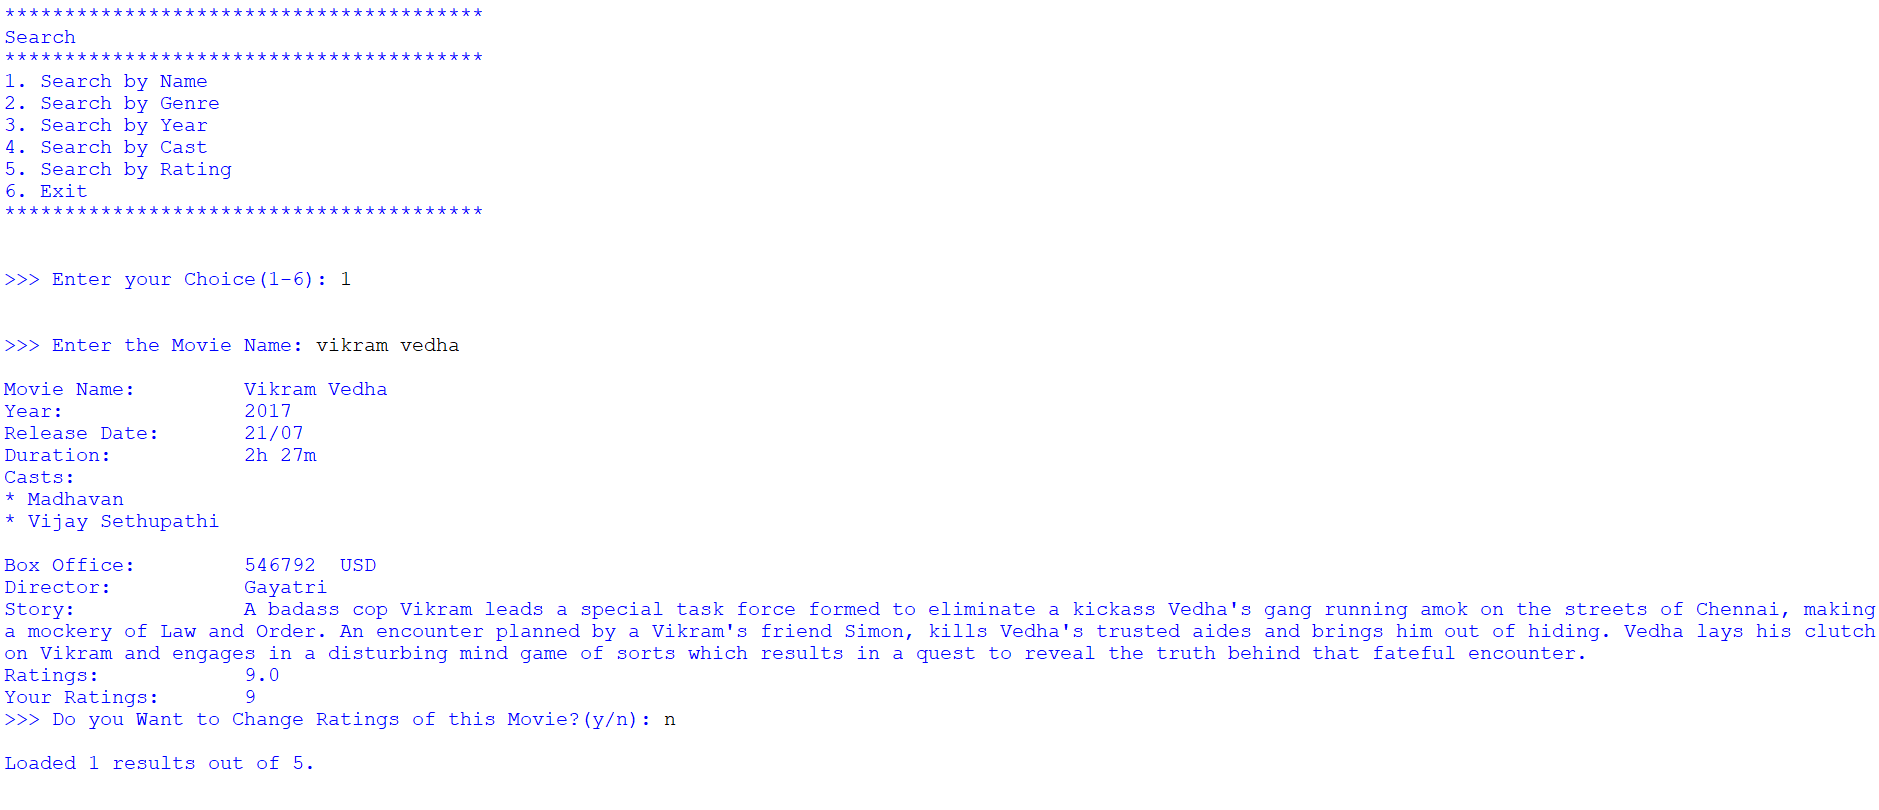 ****************************************
Search
****************************************
1. Search by Name
2. Search by Genre
3. Search by Year
4. Search by Cast
5. Search by Rating
6. Exit
****************************************
>>> Enter your Choice(1-6): 1
>>> Enter the Movie Name: vikram vedha
Movie Name:         Vikram Vedha
Year:               2017
Release Date:       21/07
Duration:           2h 27m
Casts:
* Madhavan
* Vijay Sethupathi
Box Office:         546792  USD
Director:           Gayatri
Story:              A badass cop Vikram leads a special task force formed to eliminate a kickass Vedha's gang running amok on the streets of Chennai, making
a mockery of Law and Order. An encounter planned by a Vikram's friend Simon, kills Vedha's trusted aides and brings him out of hiding. Vedha lays his clutch
on Vikram and engages in a disturbing mind game of sorts which results in a quest to reveal the truth behind that fateful encounter.
Ratings:            9.0
Your Ratings:       9
>>> Do you Want to Change Ratings of this Movie?(y/n): n
Loaded 1 results out of 5.